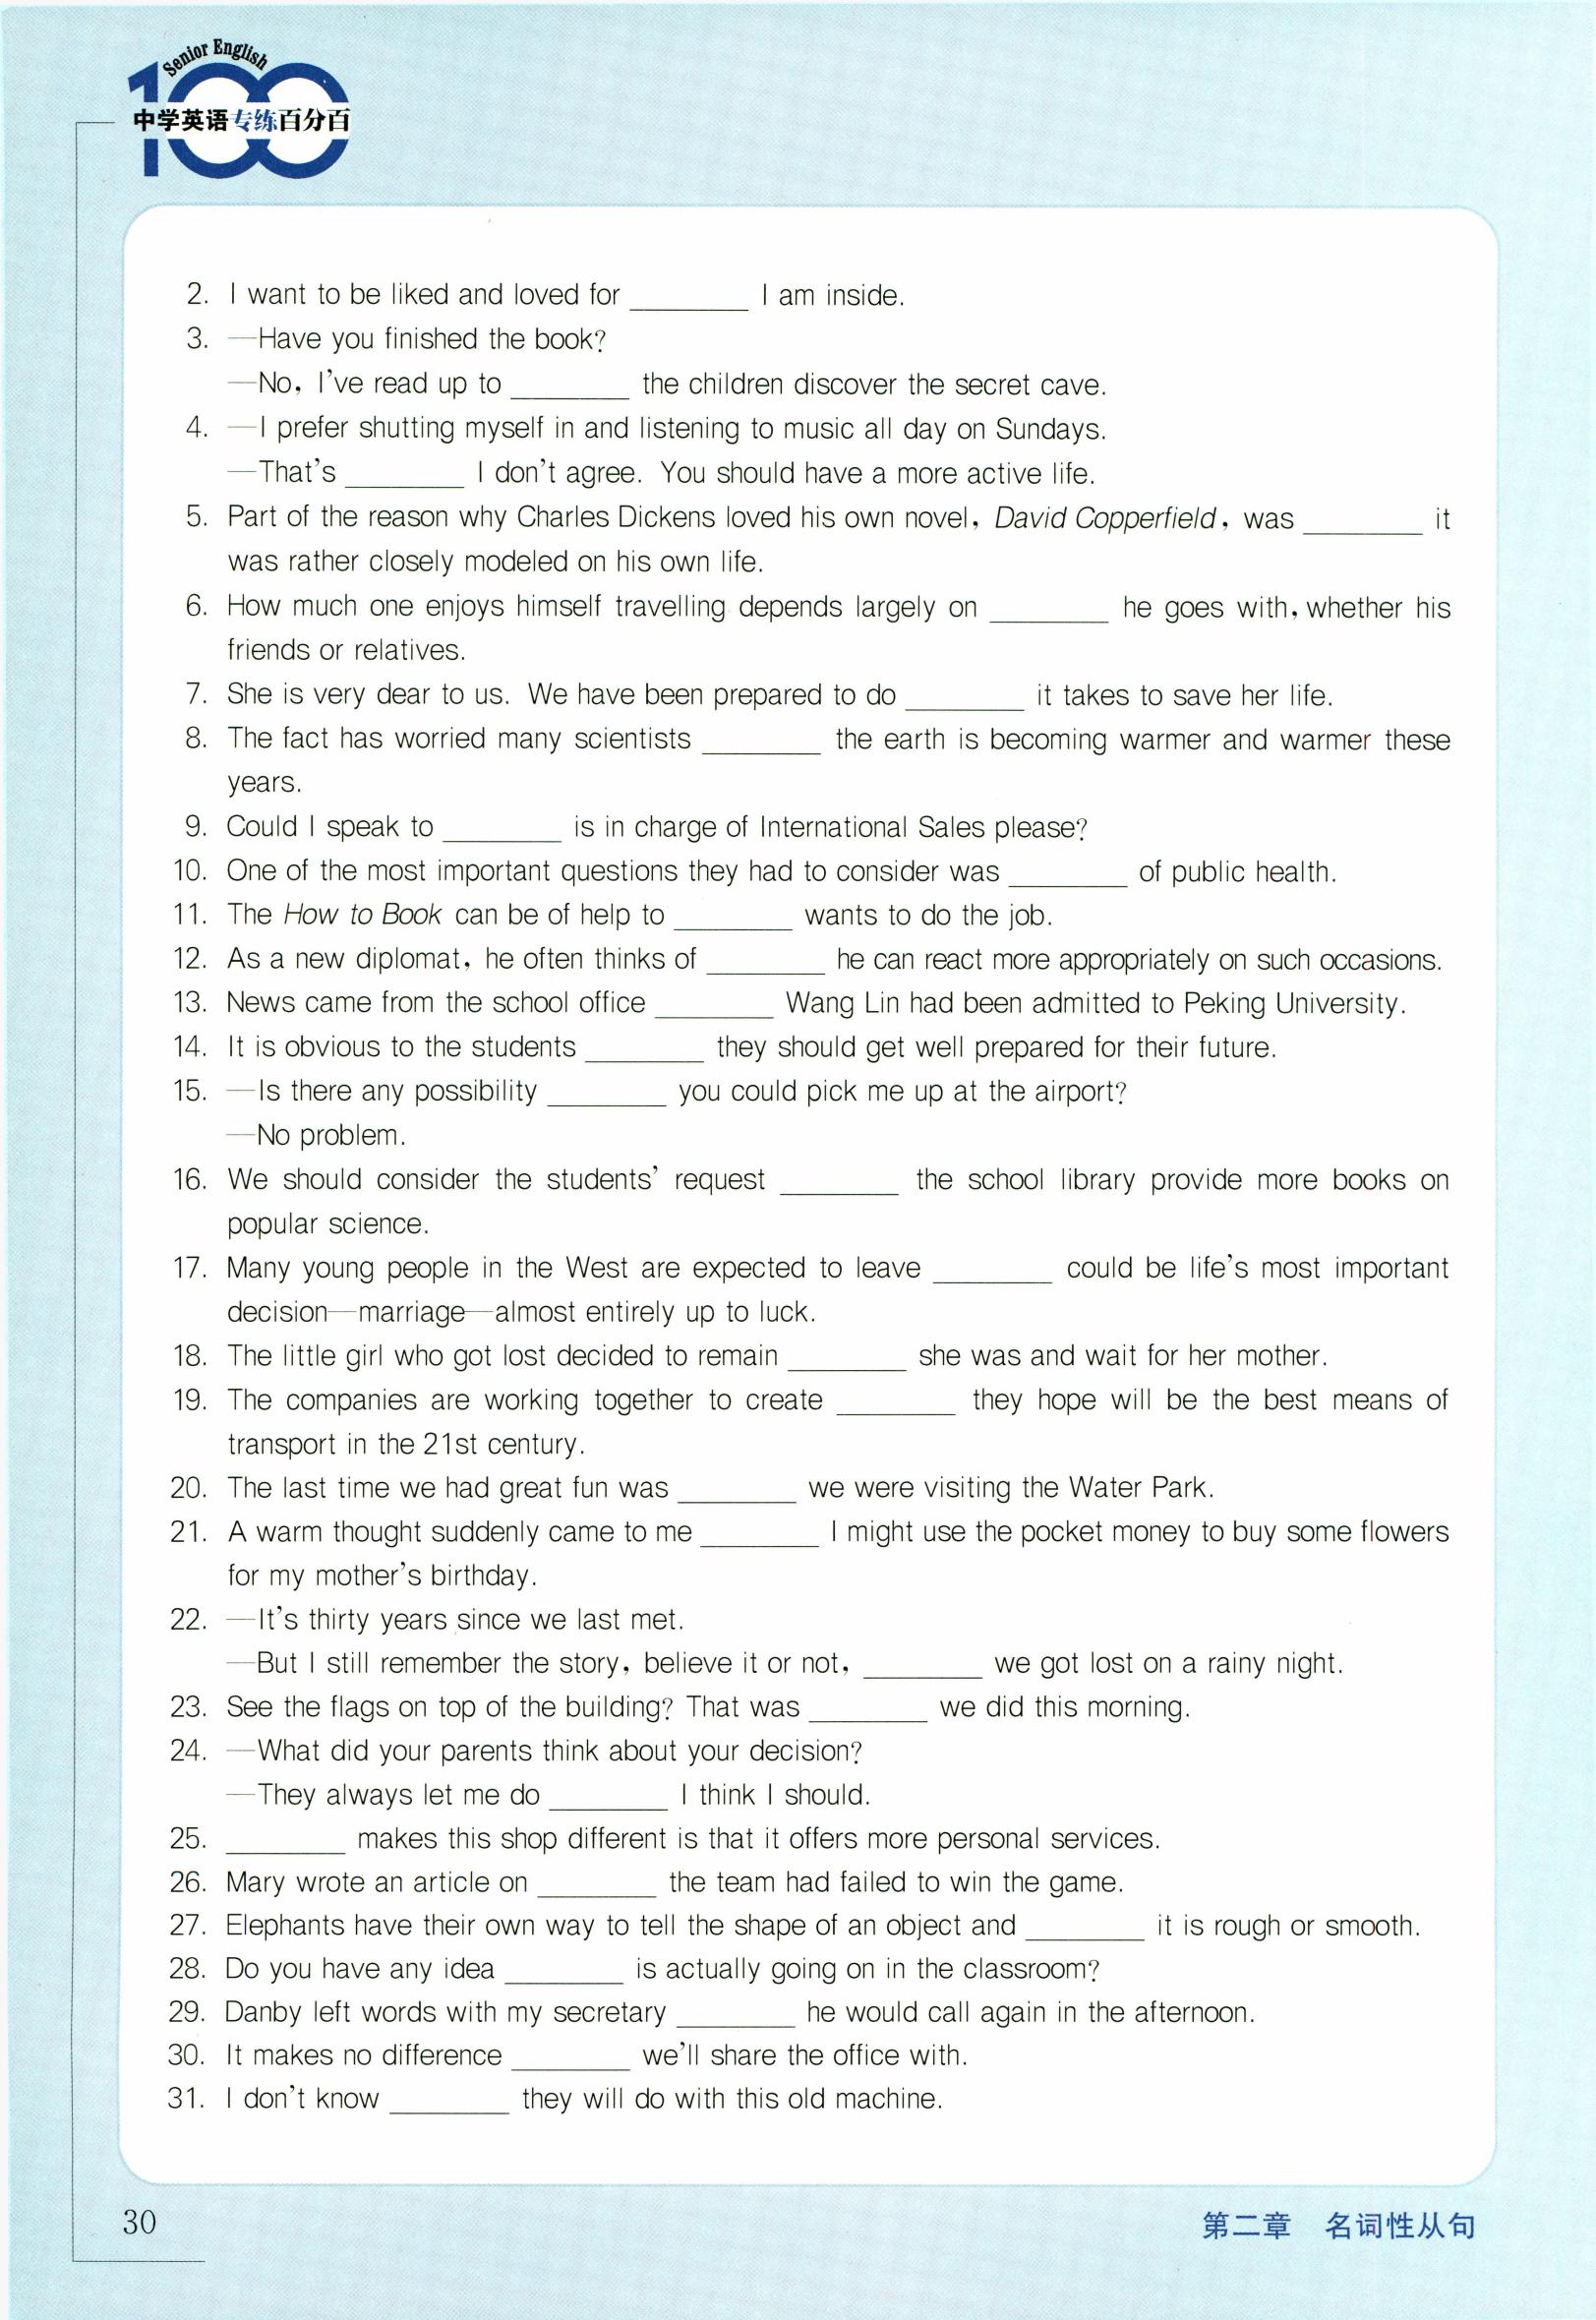 Senior English
100
中学英语专练百分百
2. I want to be liked and loved for ________ I am inside.
3. —Have you finished the book?
—No, I've read up to ________ the children discover the secret cave.
4. —I prefer shutting myself in and listening to music all day on Sundays.
—That's ________ I don't agree. You should have a more active life.
5. Part of the reason why Charles Dickens loved his own novel, David Copperfield, was ________ it
was rather closely modeled on his own life.
6. How much one enjoys himself travelling depends largely on ________ he goes with, whether his
friends or relatives.
7. She is very dear to us. We have been prepared to do ________ it takes to save her life.
8. The fact has worried many scientists ________ the earth is becoming warmer and warmer these
years.
9. Could I speak to ________ is in charge of International Sales please?
10. One of the most important questions they had to consider was ________ of public health.
11. The How to Book can be of help to ________ wants to do the job.
12. As a new diplomat, he often thinks of ________ he can react more appropriately on such occasions.
13. News came from the school office ________ Wang Lin had been admitted to Peking University.
14. It is obvious to the students ________ they should get well prepared for their future.
15. —Is there any possibility ________ you could pick me up at the airport?
—No problem.
16. We should consider the students' request ________ the school library provide more books on
popular science.
17. Many young people in the West are expected to leave ________ could be life's most important
decision—marriage—almost entirely up to luck.
18. The little girl who got lost decided to remain ________ she was and wait for her mother.
19. The companies are working together to create ________ they hope will be the best means of
transport in the 21st century.
20. The last time we had great fun was ________ we were visiting the Water Park.
21. A warm thought suddenly came to me ________ I might use the pocket money to buy some flowers
for my mother's birthday.
22. —It's thirty years since we last met.
—But I still remember the story, believe it or not, ________ we got lost on a rainy night.
23. See the flags on top of the building? That was ________ we did this morning.
24. —What did your parents think about your decision?
—They always let me do ________ I think I should.
25. ________ makes this shop different is that it offers more personal services.
26. Mary wrote an article on ________ the team had failed to win the game.
27. Elephants have their own way to tell the shape of an object and ________ it is rough or smooth.
28. Do you have any idea ________ is actually going on in the classroom?
29. Danby left words with my secretary ________ he would call again in the afternoon.
30. It makes no difference ________ we'll share the office with.
31. I don't know ________ they will do with this old machine.
30
第二章 名词性从句